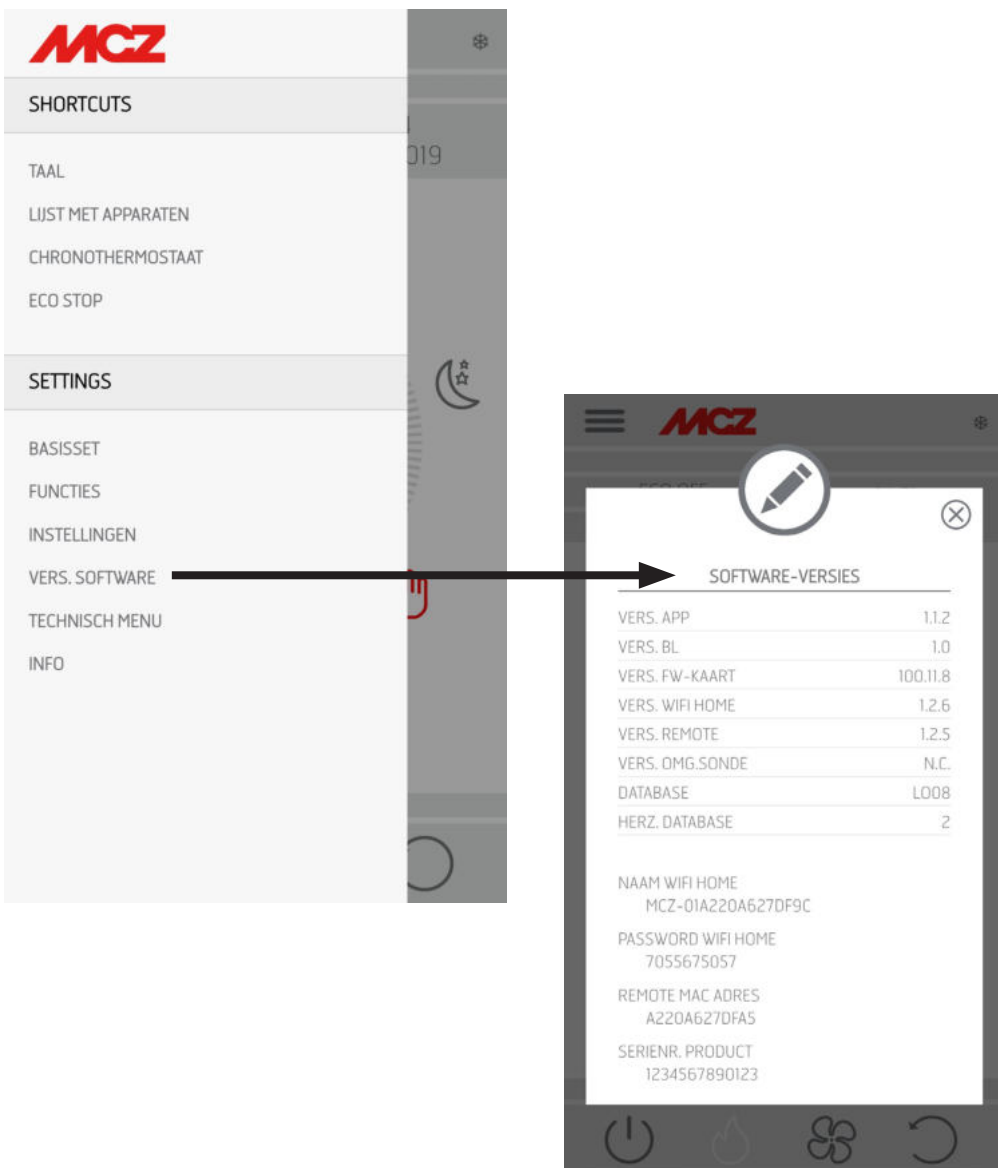 MCZ
SHORTCUTS
019
TAAL
LIJST MET APPARATEN
CHRONOTHERMOSTAAT
ECO STOP
SETTINGS
BASISSET
FUNCTIES
INSTELLINGEN
VERS. SOFTWARE
TECHNISCH MENU
INFO
MCZ
ECO OFF
SOFTWARE-VERSIES
VERS. APP 1.1.2
VERS. BL 1.0
VERS. FW-KAART 100.11.8
VERS. WIFI HOME 1.2.6
VERS. REMOTE 1.2.5
VERS. OMG.SONDE N.C.
DATABASE L008
HERZ. DATABASE 2
NAAM WIFI HOME
MCZ-01A220A627DF9C
PASSWORD WIFI HOME
7055675057
REMOTE MAC ADRES
A220A627DFA5
SERIENR. PRODUCT
1234567890123